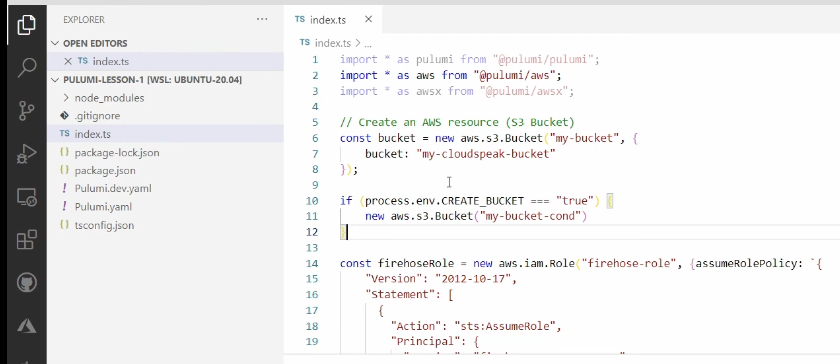 EXPLORER
OPEN EDITORS
TS index.ts
PULUMI-LESSON-1 [WSL: UBUNTU-20.04]
node_modules
.gitignore
TS index.ts
package-lock.json
package.json
Pulumi.dev.yaml
Pulumi.yaml
tsconfig.json
TS index.ts
TS index.ts > ...
1 import * as pulumi from "@pulumi/pulumi";
2 import * as aws from "@pulumi/aws";
3 import * as awsx from "@pulumi/awsx";
4
5 // Create an AWS resource (S3 Bucket)
6 const bucket = new aws.s3.Bucket("my-bucket", {
7 bucket: "my-cloudspeak-bucket"
8 });
9
10 if (process.env.CREATE_BUCKET === "true") {
11 new aws.s3.Bucket("my-bucket-cond")
12 }
13
14 const firehoseRole = new aws.iam.Role("firehose-role", {assumeRolePolicy: `{
15 "Version": "2012-10-17",
16 "Statement": [
17 {
18 "Action": "sts:AssumeRole",
19 "Principal": {